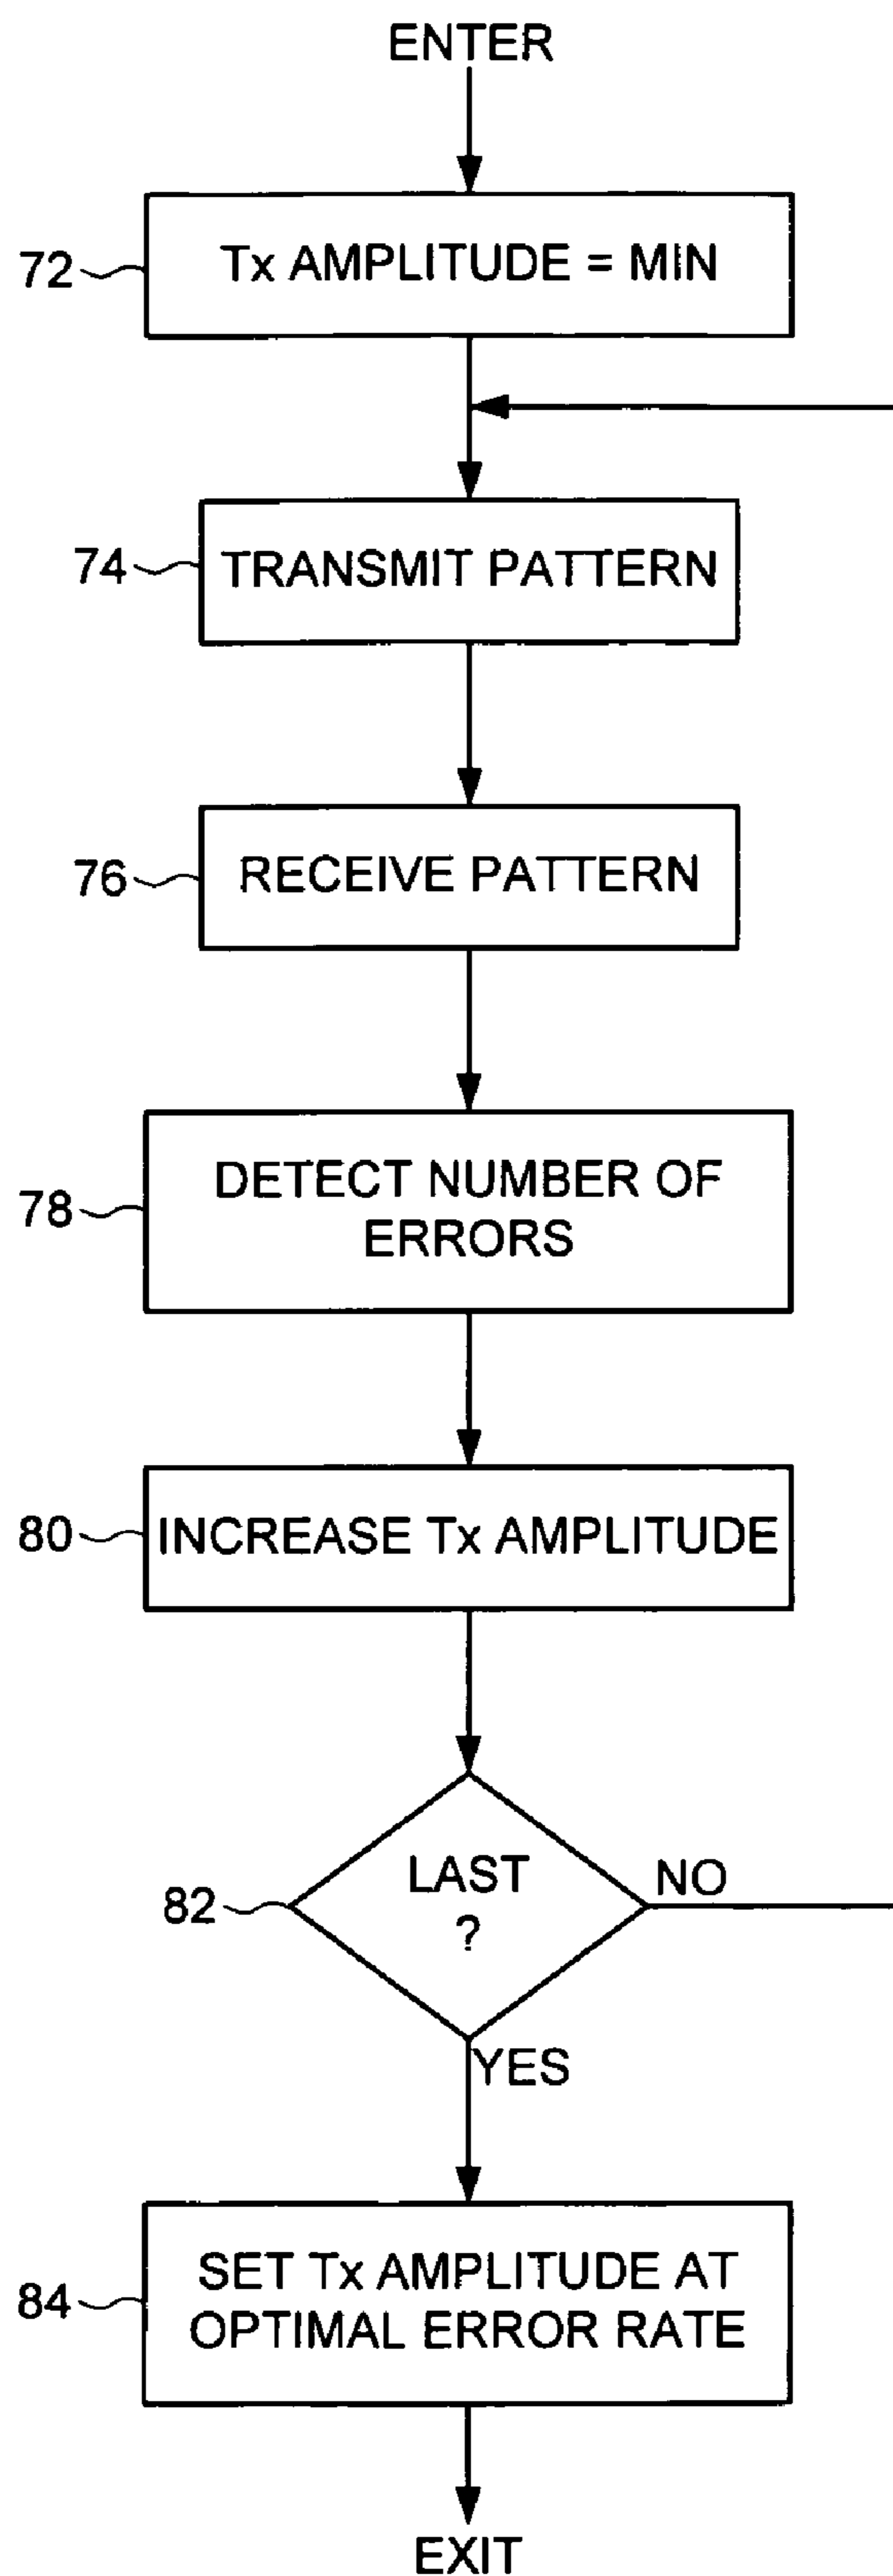 ENTER
72
Tx AMPLITUDE = MIN
74
TRANSMIT PATTERN
76
RECEIVE PATTERN
78
DETECT NUMBER OF
ERRORS
80
INCREASE Tx AMPLITUDE
82
LAST
?
NO
YES
84
SET Tx AMPLITUDE AT
OPTIMAL ERROR RATE
EXIT